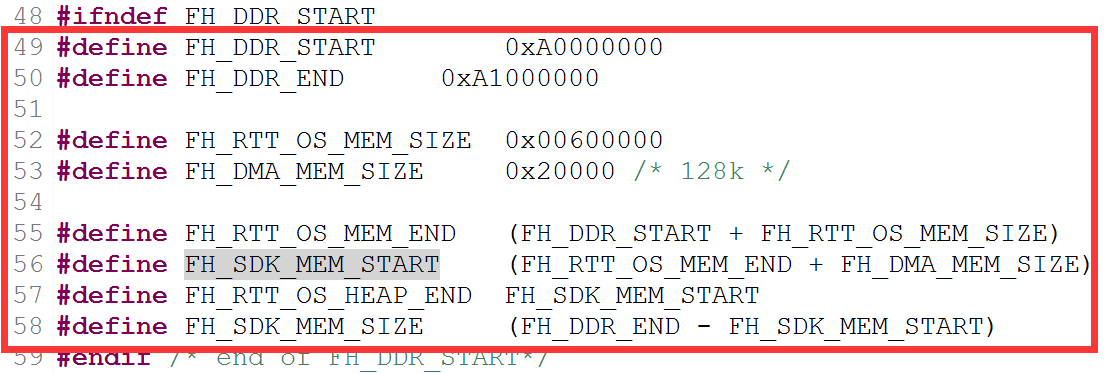 48 #ifndef FH_DDR_START
49 #define FH_DDR_START 0xA0000000
50 #define FH_DDR_END 0xA1000000
51
52 #define FH_RTT_OS_MEM_SIZE 0x00600000
53 #define FH_DMA_MEM_SIZE 0x20000 /* 128k */
54
55 #define FH_RTT_OS_MEM_END (FH_DDR_START + FH_RTT_OS_MEM_SIZE)
56 #define FH_SDK_MEM_START (FH_RTT_OS_MEM_END + FH_DMA_MEM_SIZE)
57 #define FH_RTT_OS_HEAP_END FH_SDK_MEM_START
58 #define FH_SDK_MEM_SIZE (FH_DDR_END - FH_SDK_MEM_START)
59 #endif /* end of FH_DDR_START*/